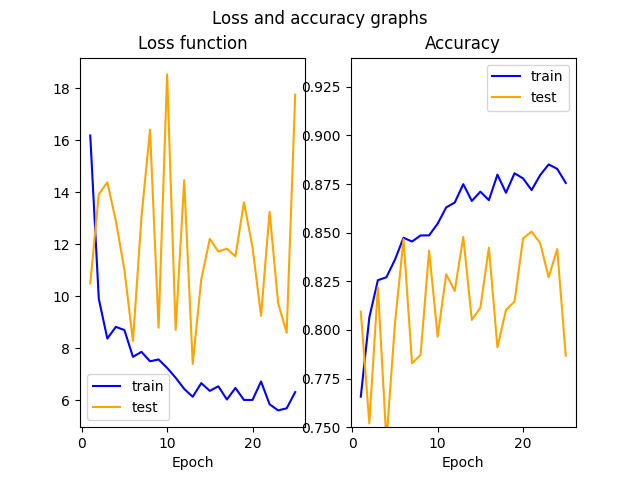 Loss and accuracy graphs
Loss function
Accuracy
18
16
14
12
10
8
6
0.925
0.900
0.875
0.850
0.825
0.800
0.775
0.750
train
test
train
test
0
10
20
0
10
20
Epoch
Epoch